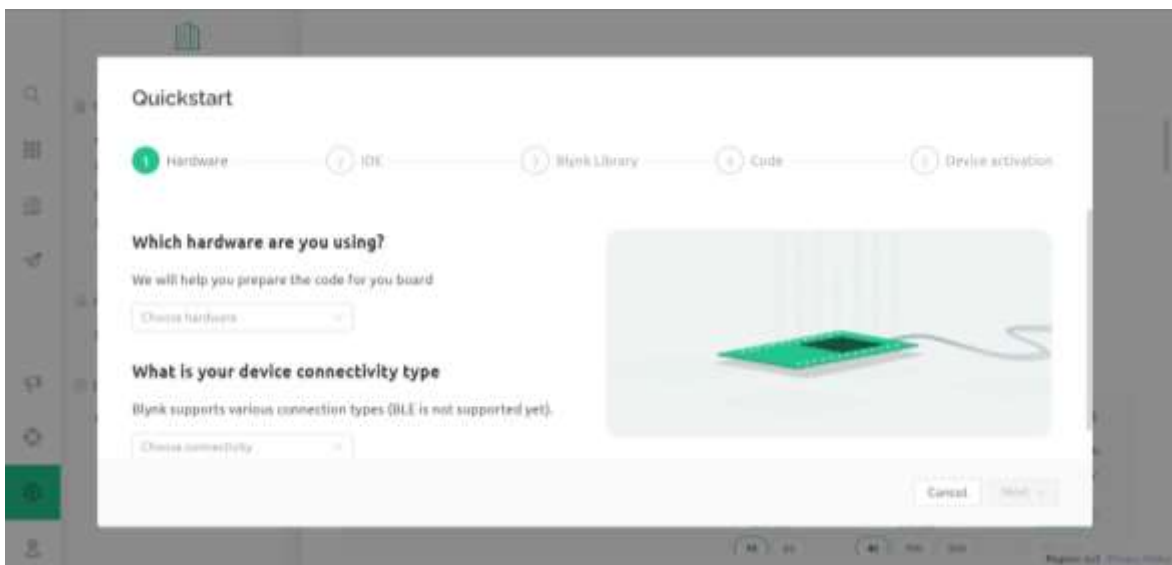 Quickstart
1 Hardware
2 IDE
3 Blynk Library
4 Code
5 Device activation
Which hardware are you using?
We will help you prepare the code for you board
Choose hardware
What is your device connectivity type
Blynk supports various connection types (BLE is not supported yet).
Choose connectivity
Cancel
Next
Privacy Policy